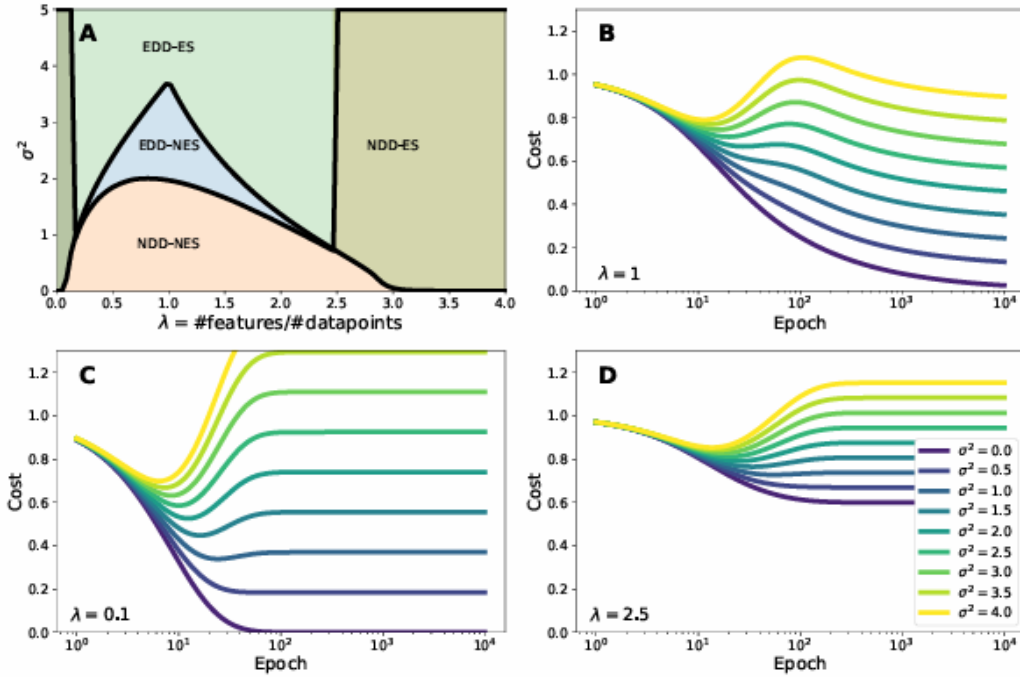 A
EDD-ES
EDD-NES
NDD-ES
NDD-NES
σ²
5
4
3
2
1
0
0.0 0.5 1.0 1.5 2.0 2.5 3.0 3.5 4.0
λ = #features/#datapoints
B
Cost
1.2
1.0
0.8
0.6
0.4
0.2
0.0
λ = 1
10⁰ 10¹ 10² 10³ 10⁴
Epoch
C
Cost
1.2
1.0
0.8
0.6
0.4
0.2
0.0
λ = 0.1
10⁰ 10¹ 10² 10³ 10⁴
Epoch
D
Cost
1.2
1.0
0.8
0.6
0.4
0.2
0.0
λ = 2.5
σ² = 0.0
σ² = 0.5
σ² = 1.0
σ² = 1.5
σ² = 2.0
σ² = 2.5
σ² = 3.0
σ² = 3.5
σ² = 4.0
10⁰ 10¹ 10² 10³ 10⁴
Epoch